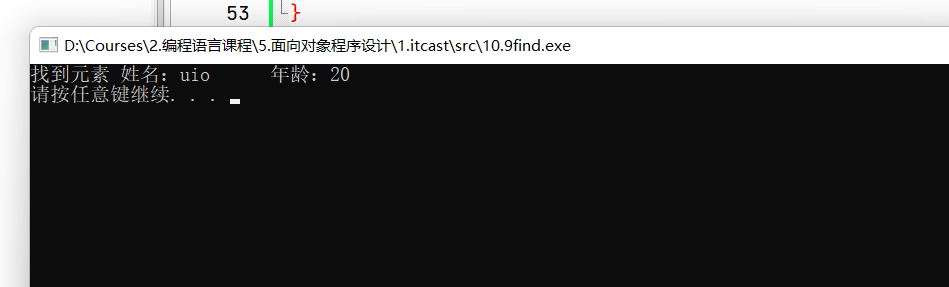 53
}
D:\Courses\2.编程语言课程\5.面向对象程序设计\1.itcast\src\10.9find.exe
找到元素 姓名：uio 年龄：20
请按任意键继续. . .